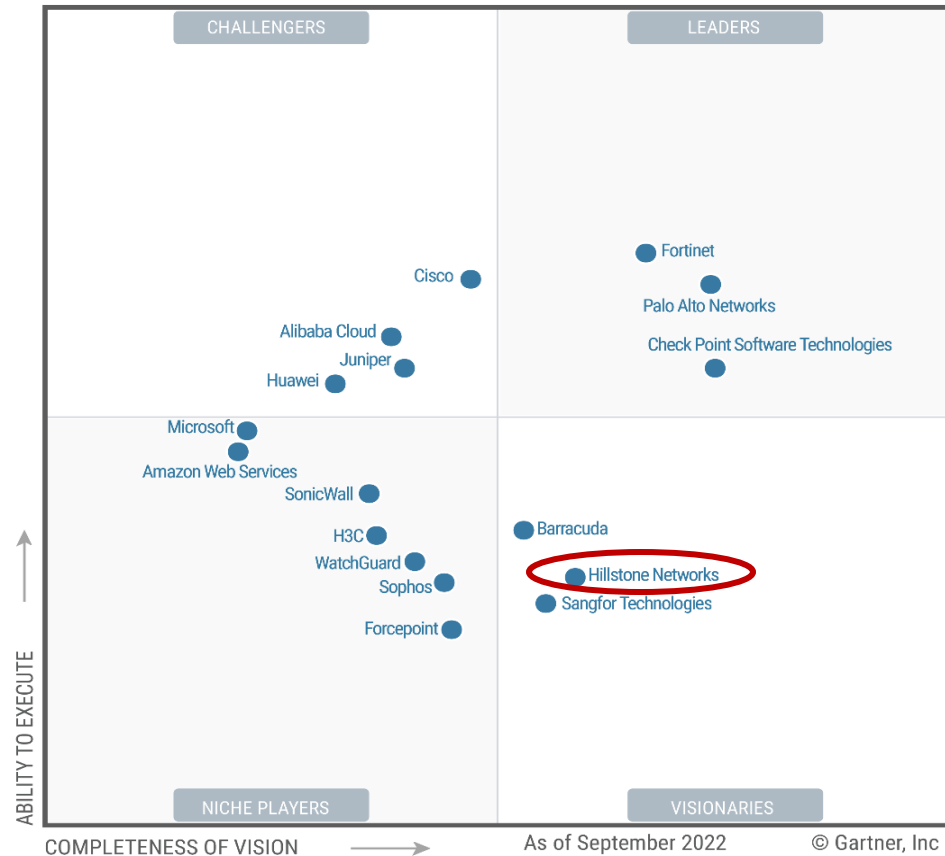 CHALLENGERS
LEADERS
Fortinet
Cisco
Palo Alto Networks
Alibaba Cloud
Check Point Software Technologies
Juniper
Huawei
Microsoft
Amazon Web Services
SonicWall
Barracuda
H3C
WatchGuard
Hillstone Networks
Sophos
Sangfor Technologies
Forcepoint
ABILITY TO EXECUTE
NICHE PLAYERS
VISIONARIES
COMPLETENESS OF VISION
As of September 2022
© Gartner, Inc